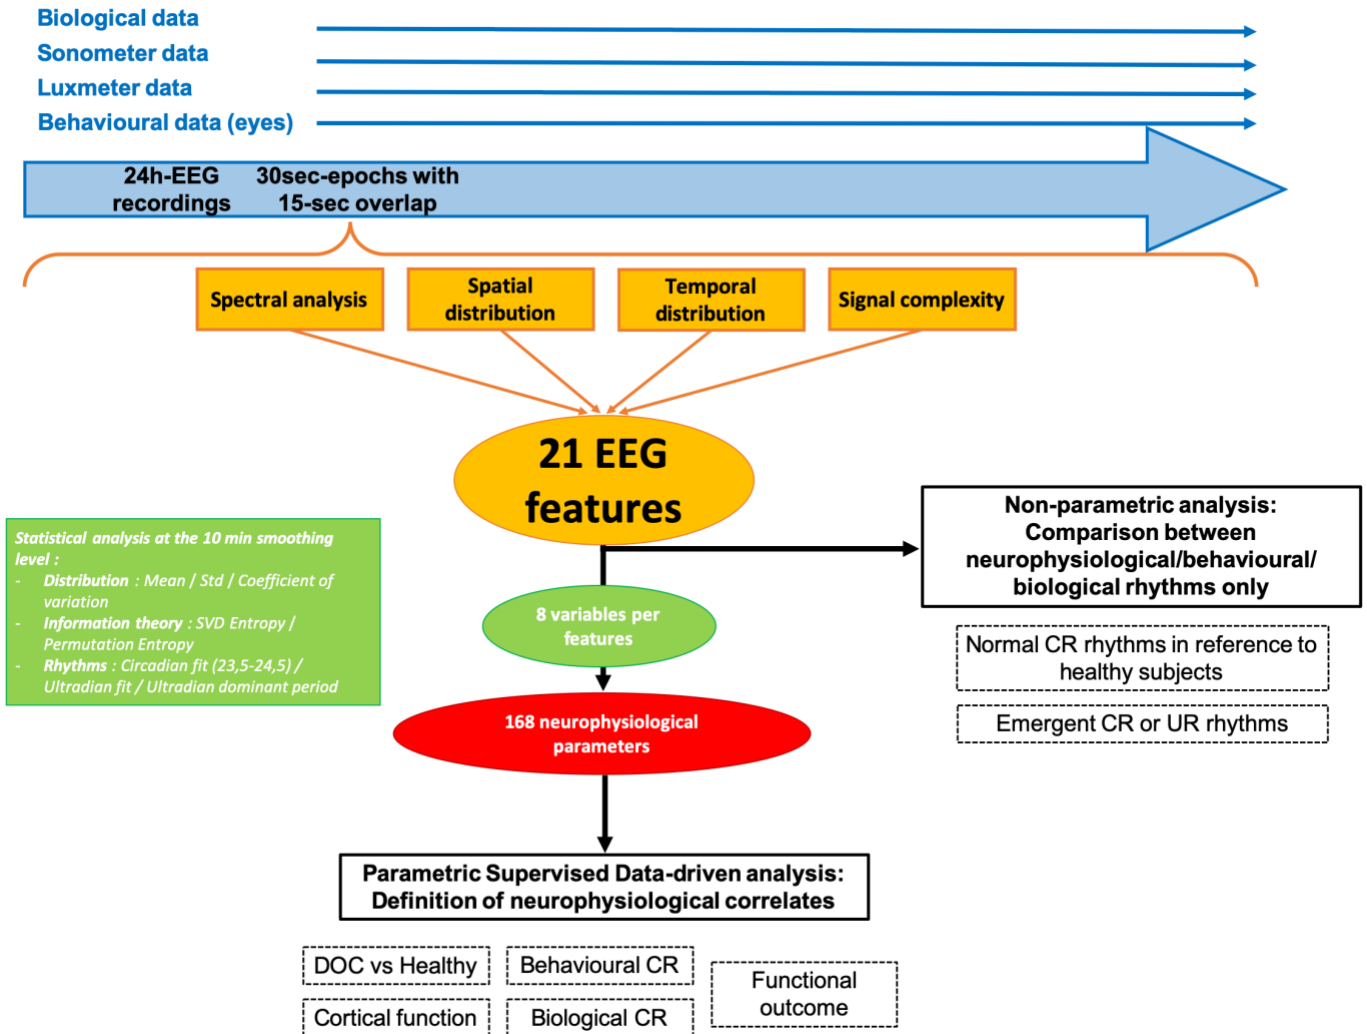 Biological data
Sonometer data
Luxmeter data
Behavioural data (eyes)
24h-EEG
recordings
30sec-epochs with
15-sec overlap
Spectral analysis
Spatial
distribution
Temporal
distribution
Signal complexity
21 EEG
features
Statistical analysis at the 10 min smoothing
level :
- Distribution : Mean / Std / Coefficient of
variation
- Information theory : SVD Entropy /
Permutation Entropy
- Rhythms : Circadian fit (23,5-24,5) /
Ultradian fit / Ultradian dominant period
8 variables per
features
168 neurophysiological
parameters
Non-parametric analysis:
Comparison between
neurophysiological/behavioural/
biological rhythms only
Normal CR rhythms in reference to
healthy subjects
Emergent CR or UR rhythms
Parametric Supervised Data-driven analysis:
Definition of neurophysiological correlates
DOC vs Healthy
Behavioural CR
Functional
outcome
Cortical function
Biological CR